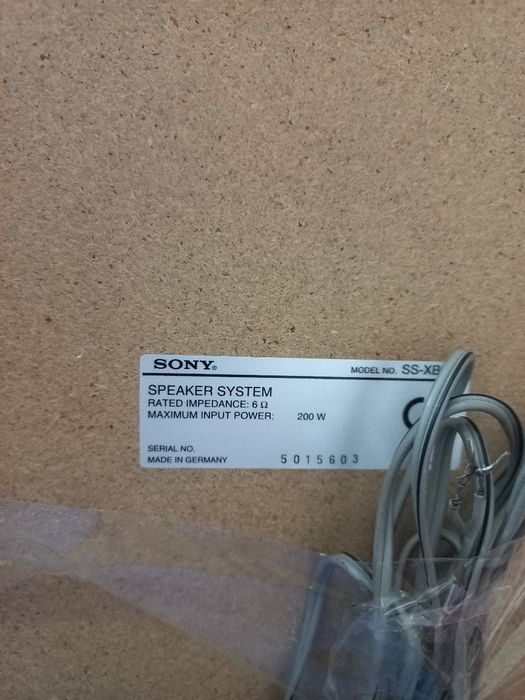 SONY®
MODEL NO. SS-XB
SPEAKER SYSTEM
RATED IMPEDANCE: 6 Ω
MAXIMUM INPUT POWER: 200 W
SERIAL NO.
MADE IN GERMANY 5015603